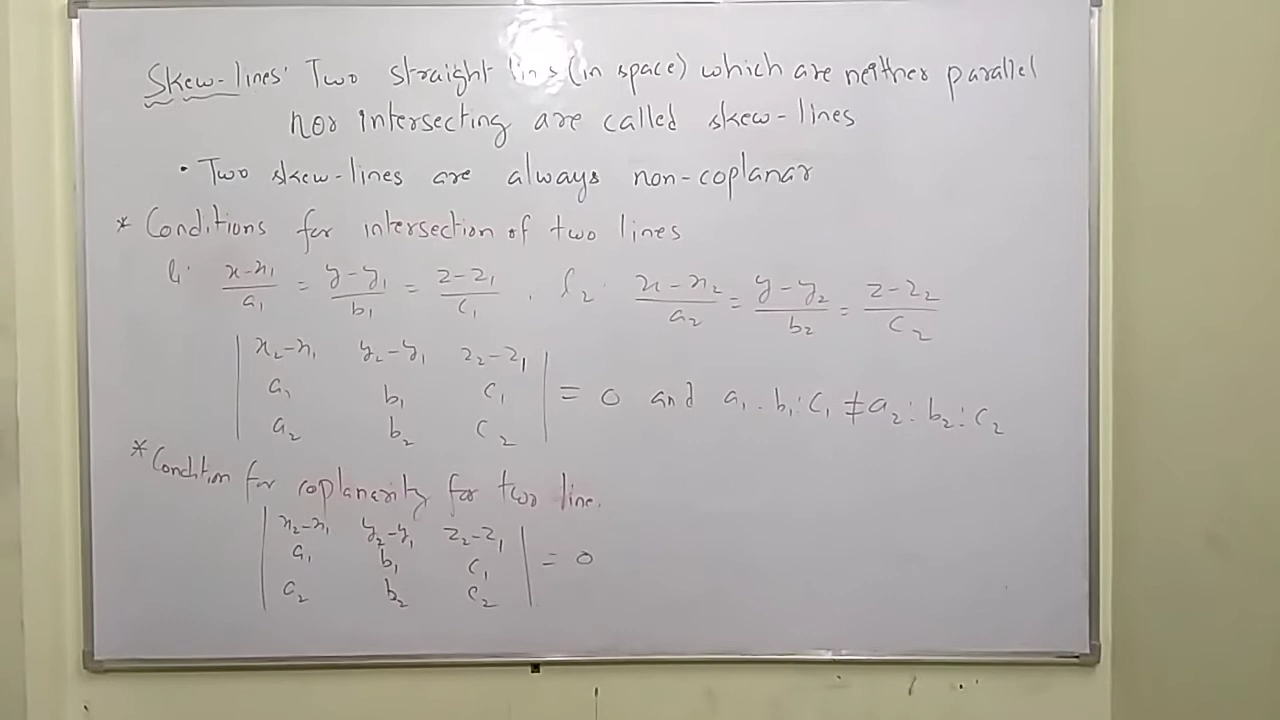 Skew-lines: Two straight lins (in space) which are neither parallel
nor intersecting are called skew-lines
• Two skew-lines are always non-coplanar
* Conditions for intersection of two lines
l₁: x-x₁/a₁ = y-y₁/b₁ = z-z₁/c₁ , l₂: x-x₂/a₂ = y-y₂/b₂ = z-z₂/c₂
| x₂-x₁ y₂-y₁ z₂-z₁ |
| a₁ b₁ c₁ | = 0 and a₁ : b₁ : c₁ ≠ a₂ : b₂ : c₂
| a₂ b₂ c₂ |
* Condition for coplanarity for two line.
| x₂-x₁ y₂-y₁ z₂-z₁ |
| a₁ b₁ c₁ | = 0
| a₂ b₂ c₂ |